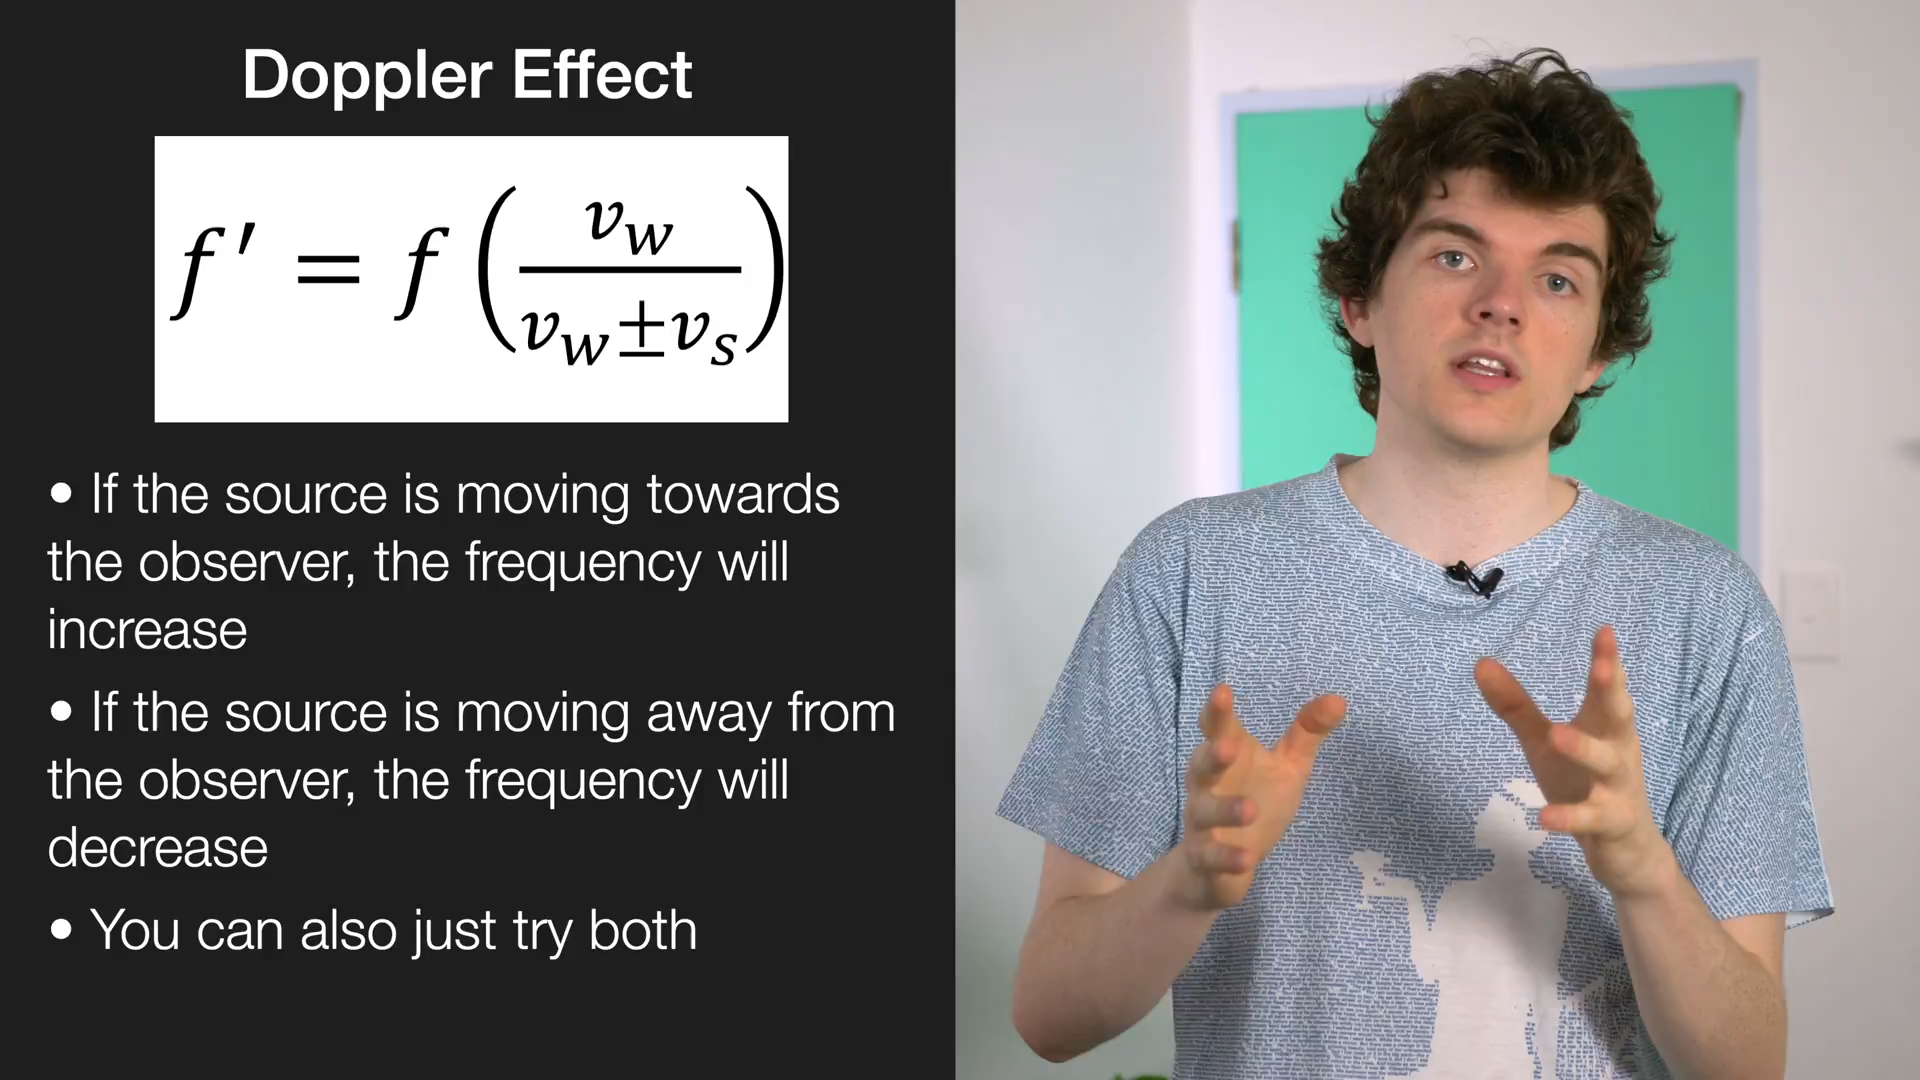 Doppler Effect
f' = f (v_w / (v_w ± v_s))
• If the source is moving towards
the observer, the frequency will
increase
• If the source is moving away from
the observer, the frequency will
decrease
• You can also just try both